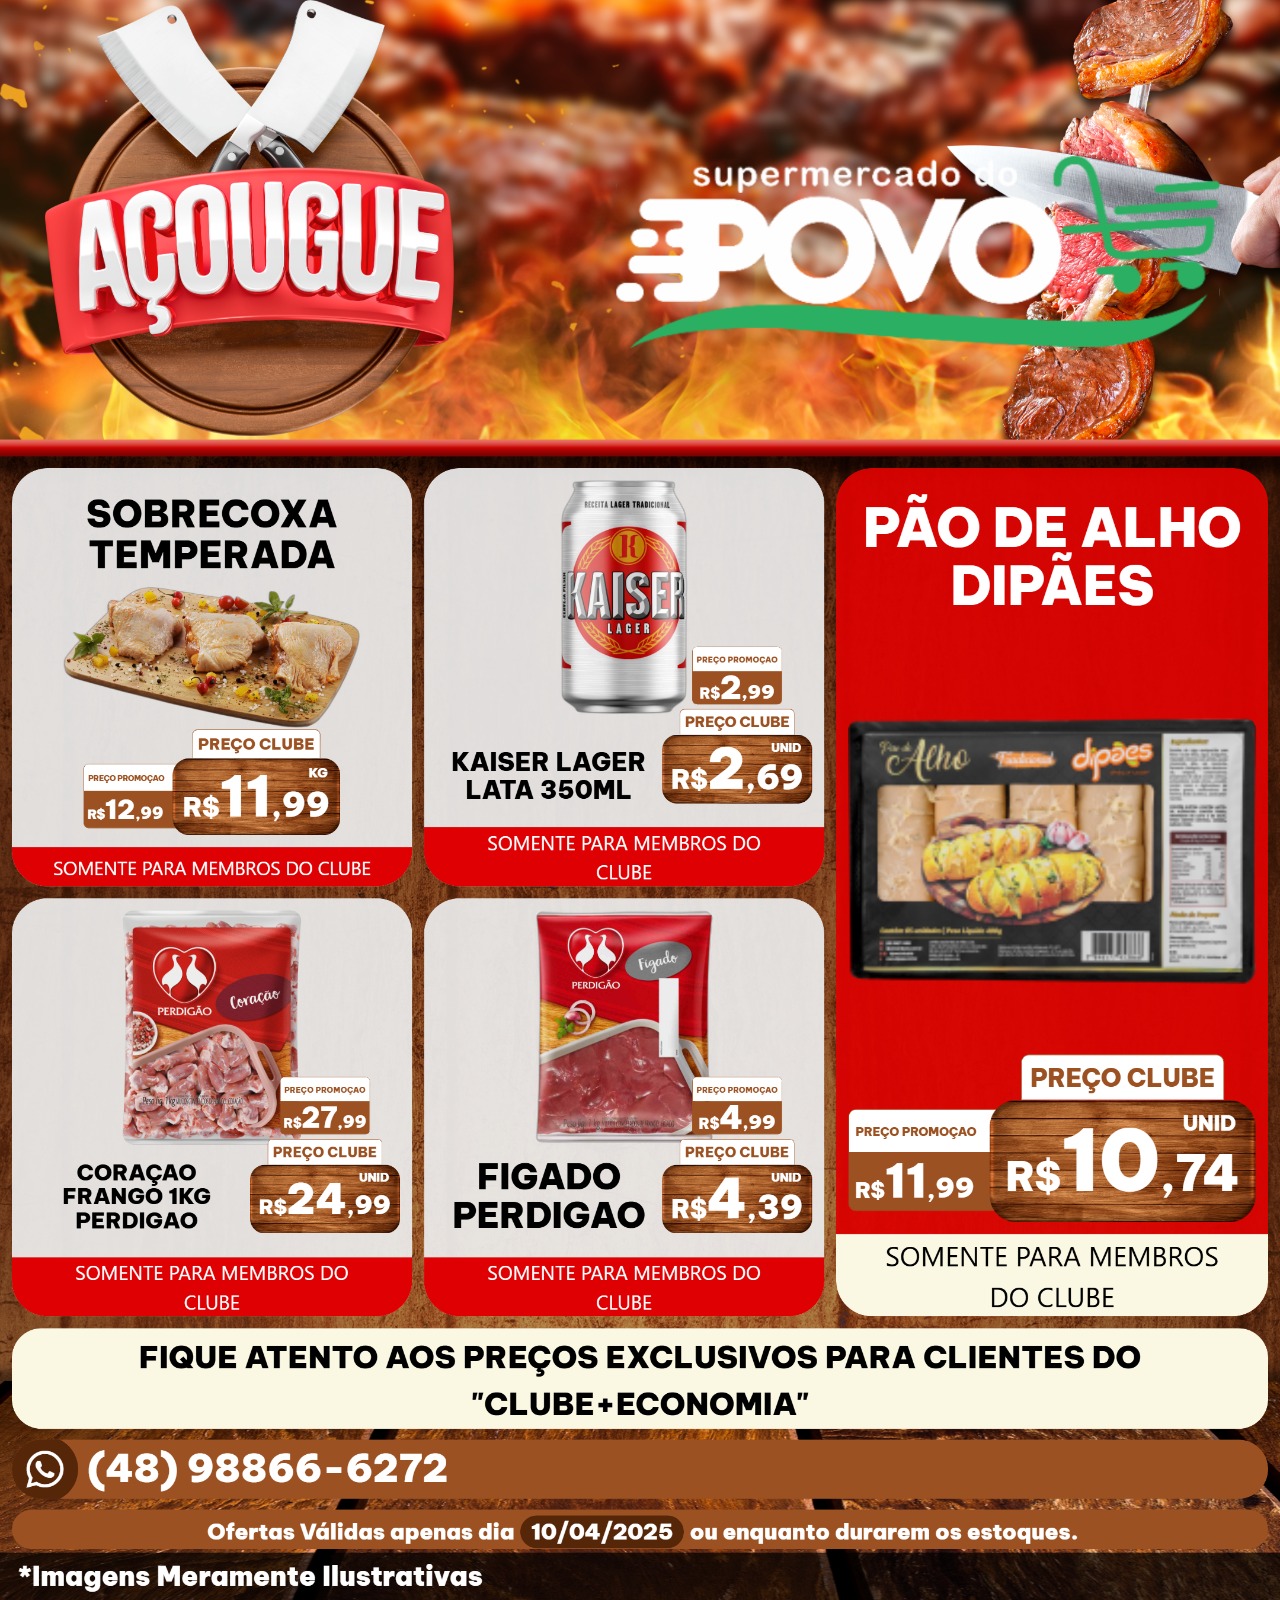 AÇOUGUE
supermercado do
POVO
SOBRECOXA
TEMPERADA
PREÇO CLUBE
PREÇO PROMOÇAO
R$12,99
KG
R$11,99
SOMENTE PARA MEMBROS DO CLUBE
RECEITA LAGER TRADICIONAL
K
KAISER
LAGER
PREÇO PROMOÇAO
R$2,99
PREÇO CLUBE
KAISER LAGER
LATA 350ML
UNID
R$2,69
SOMENTE PARA MEMBROS DO
CLUBE
PÃO DE ALHO
DIPÃES
Pão de
Alho
Tradicional
dipães
PREÇO CLUBE
PREÇO PROMOÇAO
R$11,99
UNID
R$10,74
SOMENTE PARA MEMBROS
DO CLUBE
PERDIGÃO
Coração
PREÇO PROMOÇAO
R$27,99
PREÇO CLUBE
CORAÇAO
FRANGO 1KG
PERDIGAO
UNID
R$24,99
SOMENTE PARA MEMBROS DO
CLUBE
PERDIGÃO
Fígado
PREÇO PROMOÇAO
R$4,99
PREÇO CLUBE
FIGADO
PERDIGAO
UNID
R$4,39
SOMENTE PARA MEMBROS DO
CLUBE
FIQUE ATENTO AOS PREÇOS EXCLUSIVOS PARA CLIENTES DO
"CLUBE+ECONOMIA"
(48) 98866-6272
Ofertas Válidas apenas dia 10/04/2025 ou enquanto durarem os estoques.
*Imagens Meramente Ilustrativas